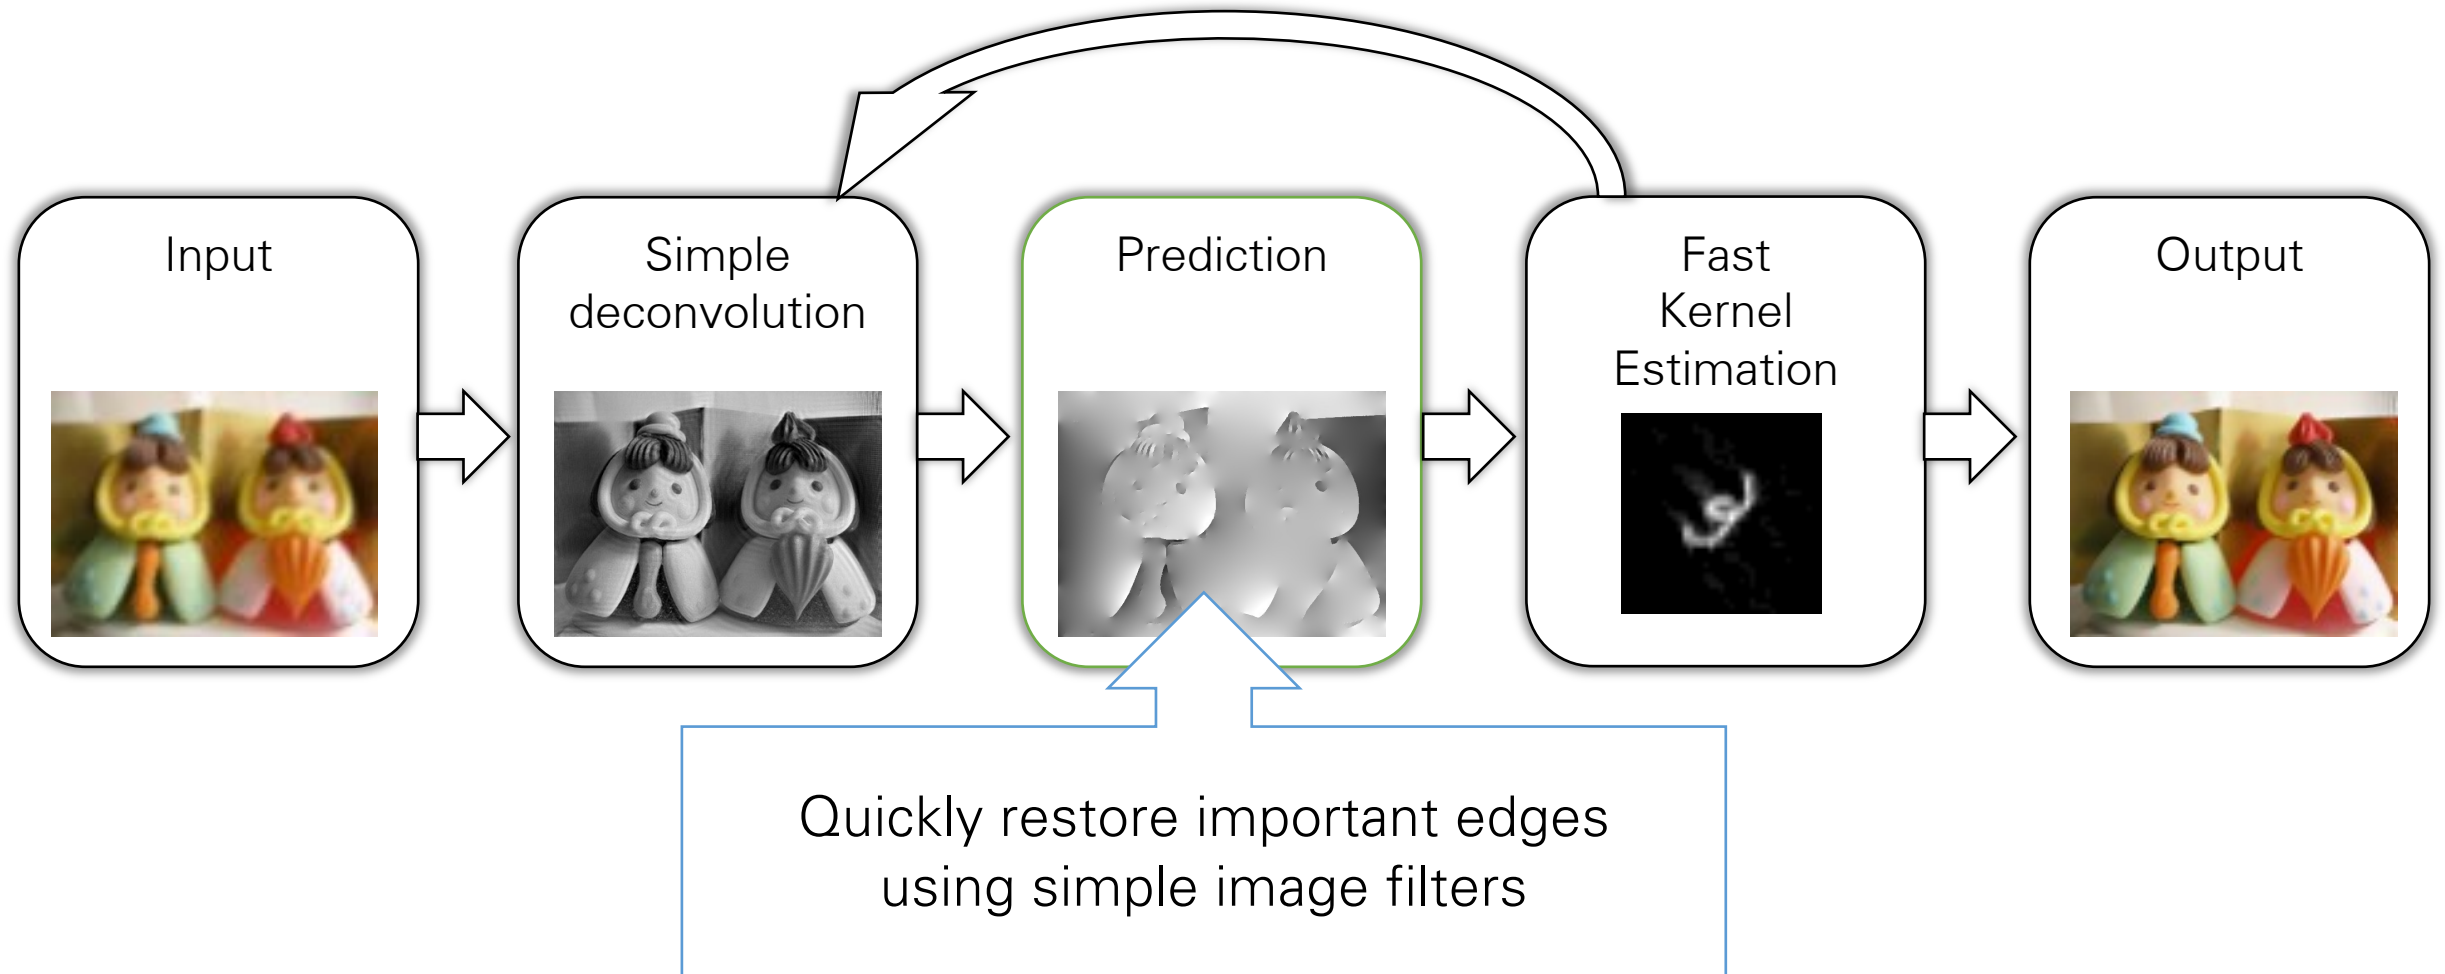 Input
Simple
deconvolution
Prediction
Fast
Kernel
Estimation
Output
Quickly restore important edges
using simple image filters